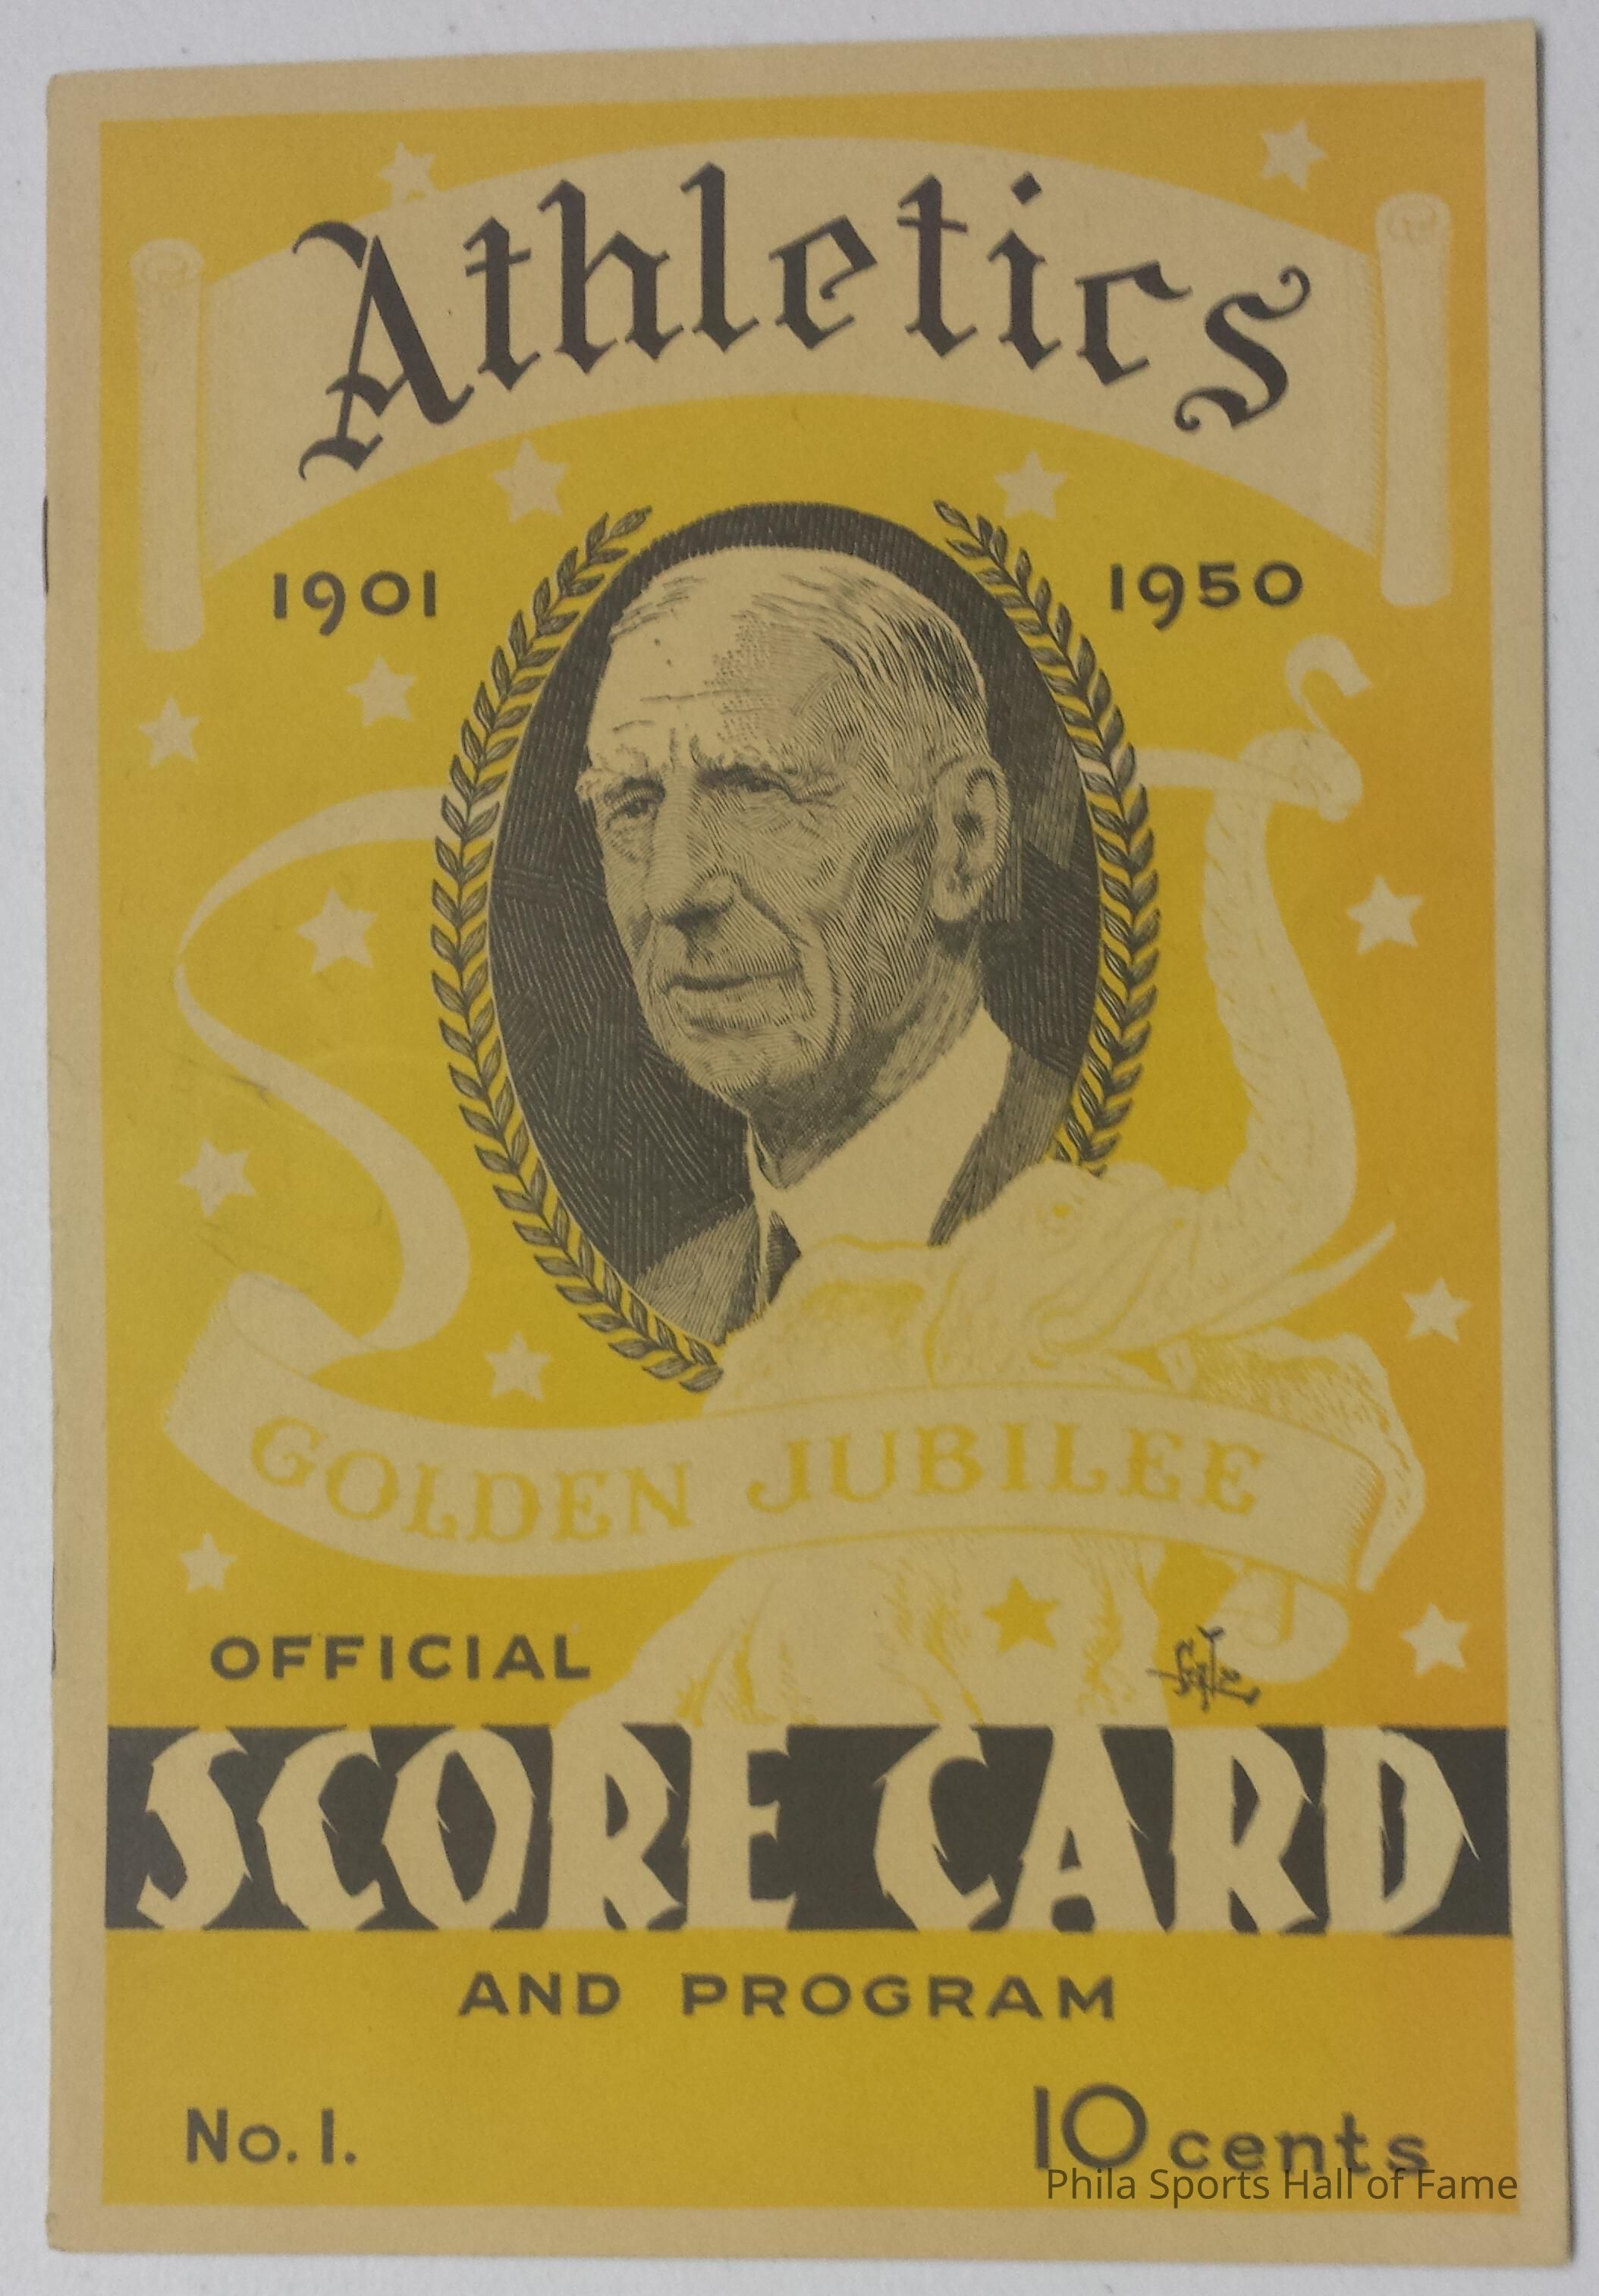 Athletics
1901
1950
GOLDEN JUBILEE
OFFICIAL
SCORE CARD
AND PROGRAM
No. 1.
10 cents
Phila Sports Hall of Fame